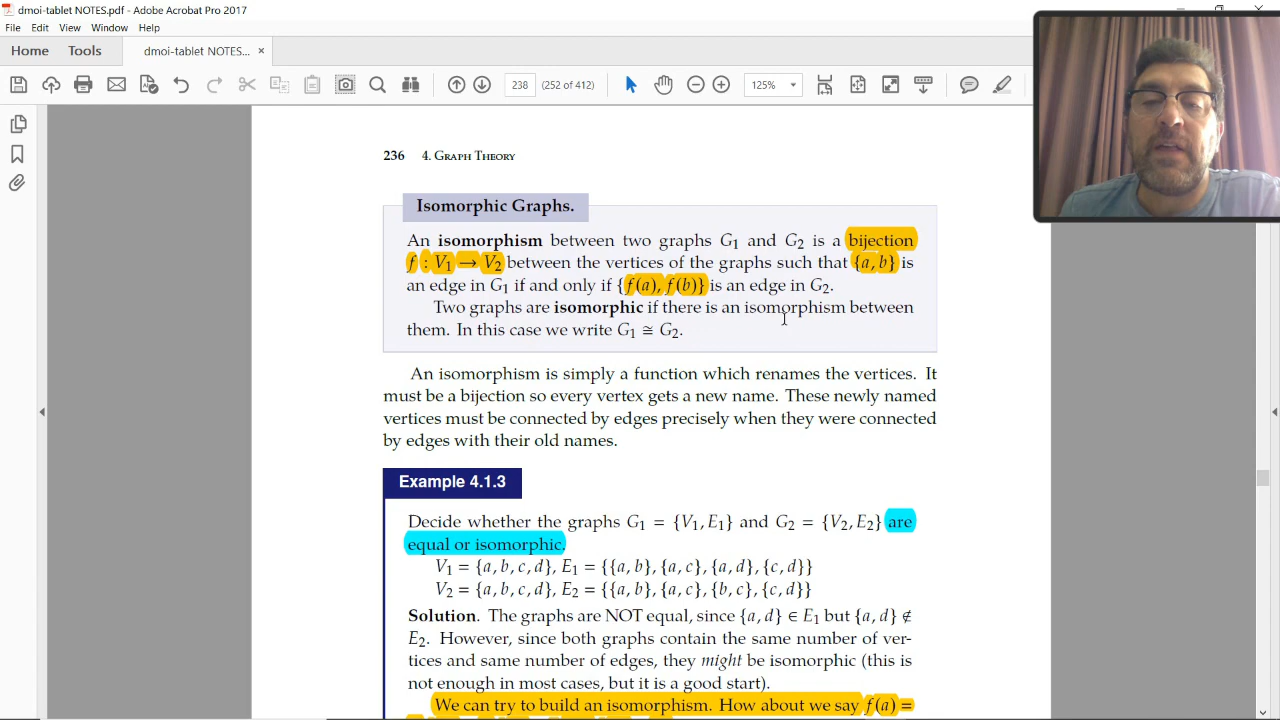 dmoi-tablet NOTES.pdf - Adobe Acrobat Pro 2017
File Edit View Window Help
Home Tools dmoi-tablet NOTES... ×
238 (252 of 412) 125%
236 4. Graph Theory
Isomorphic Graphs.
An isomorphism between two graphs G₁ and G₂ is a bijection
f : V₁ → V₂ between the vertices of the graphs such that {a, b} is
an edge in G₁ if and only if {f(a), f(b)} is an edge in G₂.
Two graphs are isomorphic if there is an isomorphism between
them. In this case we write G₁ ≅ G₂.
An isomorphism is simply a function which renames the vertices. It
must be a bijection so every vertex gets a new name. These newly named
vertices must be connected by edges precisely when they were connected
by edges with their old names.
Example 4.1.3
Decide whether the graphs G₁ = {V₁, E₁} and G₂ = {V₂, E₂} are
equal or isomorphic.
V₁ = {a, b, c, d}, E₁ = {{a, b}, {a, c}, {a, d}, {c, d}}
V₂ = {a, b, c, d}, E₂ = {{a, b}, {a, c}, {b, c}, {c, d}}
Solution. The graphs are NOT equal, since {a, d} ∈ E₁ but {a, d} ∉
E₂. However, since both graphs contain the same number of ver-
tices and same number of edges, they might be isomorphic (this is
not enough in most cases, but it is a good start).
We can try to build an isomorphism. How about we say f(a) =